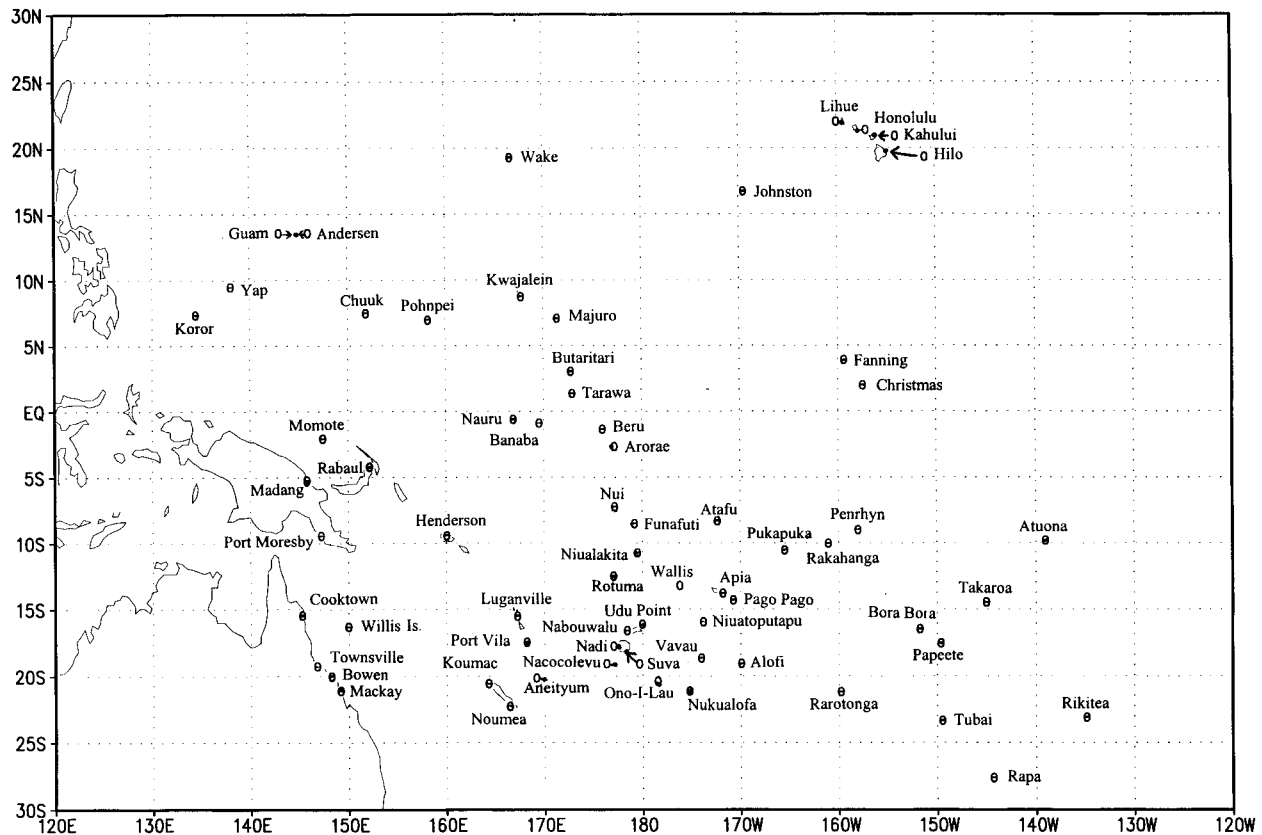 30N
25N
20N
15N
10N
5N
EQ
5S
10S
15S
20S
25S
30S
Lihue
Honolulu
Kahului
Hilo
Wake
Johnston
Guam
Andersen
Yap
Koror
Chuuk
Pohnpei
Kwajalein
Majuro
Butaritari
Tarawa
Fanning
Christmas
Nauru
Banaba
Beru
Arorae
Momote
Rabaul
Madang
Henderson
Port Moresby
Nui
Funafuti
Atafu
Pukapuka
Penrhyn
Rakahanga
Atuona
Niualakita
Rotuma
Wallis
Apia
Pago Pago
Takaroa
Cooktown
Willis Is.
Luganville
Udu Point
Nabouwalu
Niuatoputapu
Bora Bora
Papeete
Port Vila
Nadi
Vavau
Townsville
Bowen
Mackay
Koumac
Nacocolevu
Suva
Alofi
Aneityum
Ono-I-Lau
Noumea
Nukualofa
Rarotonga
Tubai
Rikitea
Rapa
120E 130E 140E 150E 160E 170E 180 170W 160W 150W 140W 130W 120W